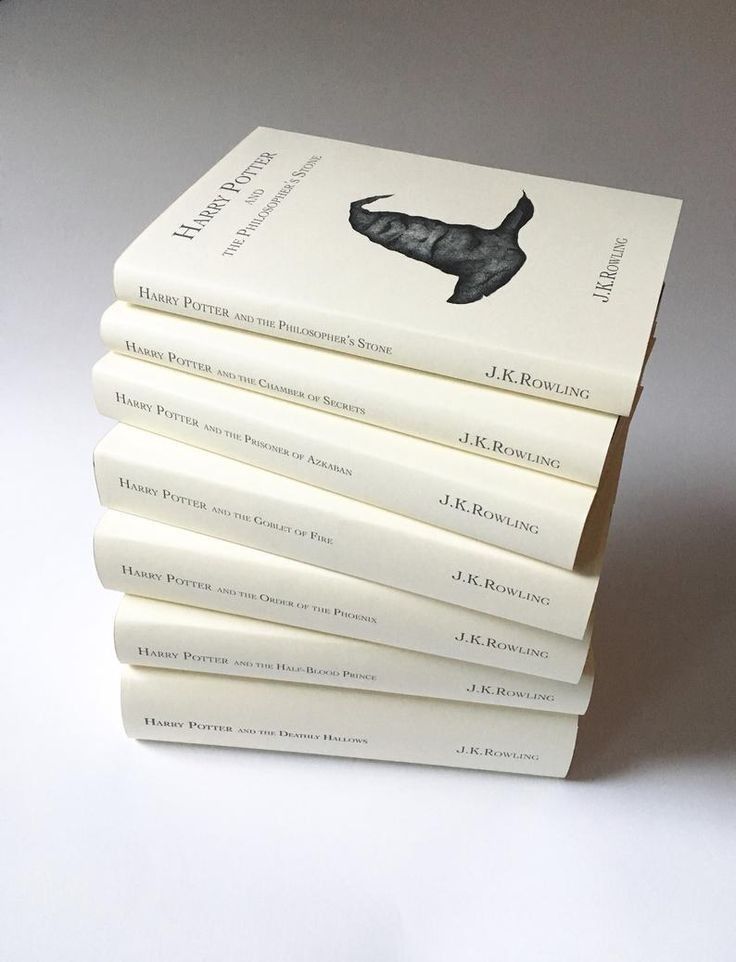 HARRY POTTER
AND
THE PHILOSOPHER'S STONE
J.K.ROWLING
HARRY POTTER AND THE PHILOSOPHER'S STONE J.K.ROWLING
HARRY POTTER AND THE CHAMBER OF SECRETS J.K.ROWLING
HARRY POTTER AND THE PRISONER OF AZKABAN J.K.ROWLING
HARRY POTTER AND THE GOBLET OF FIRE J.K.ROWLING
HARRY POTTER AND THE ORDER OF THE PHOENIX J.K.ROWLING
HARRY POTTER AND THE HALF-BLOOD PRINCE J.K.ROWLING
HARRY POTTER AND THE DEATHLY HALLOWS J.K.ROWLING